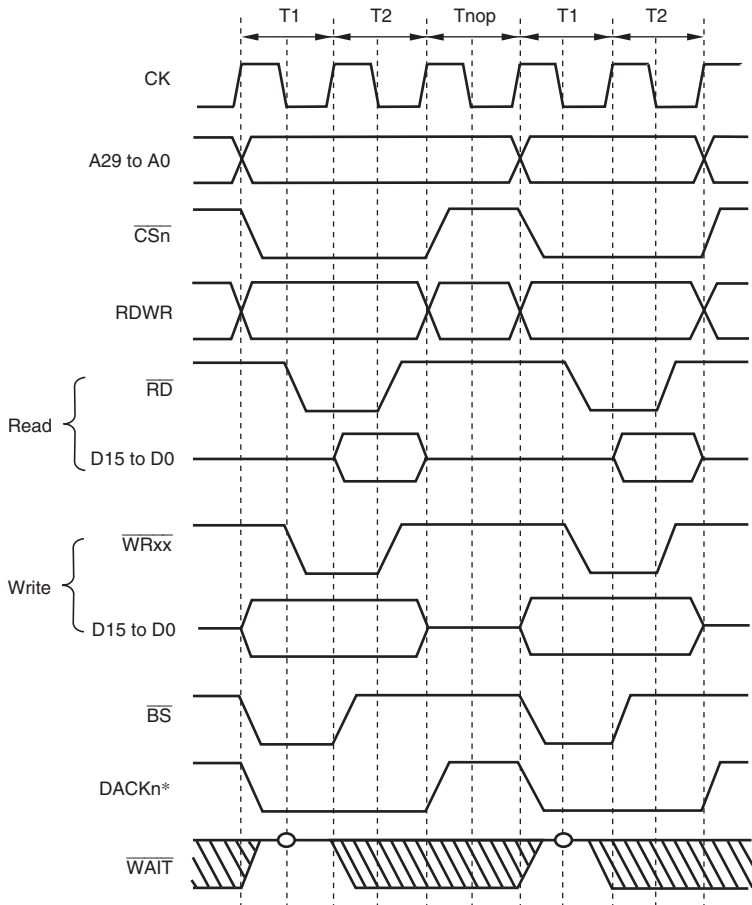 T1 T2 Tnop T1 T2
CK
A29 to A0
CSn
RDWR
RD
Read
D15 to D0
WRxx
Write
D15 to D0
BS
DACKn*
WAIT